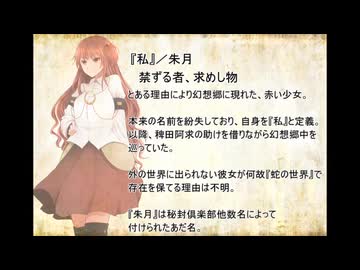 『私』／朱月
禁ずる者、求めし物
とある理由により幻想郷に現れた、赤い少女。
本来の名前を紛失しており、自身を『私』と定義。
以降、稗田阿求の助けを借りながら幻想郷中を
巡っていた。
外の世界に出られない彼女が何故『蛇の世界』で
存在を保てる理由は不明。
『朱月』は秘封倶楽部他数名によって
付けられたあだ名。